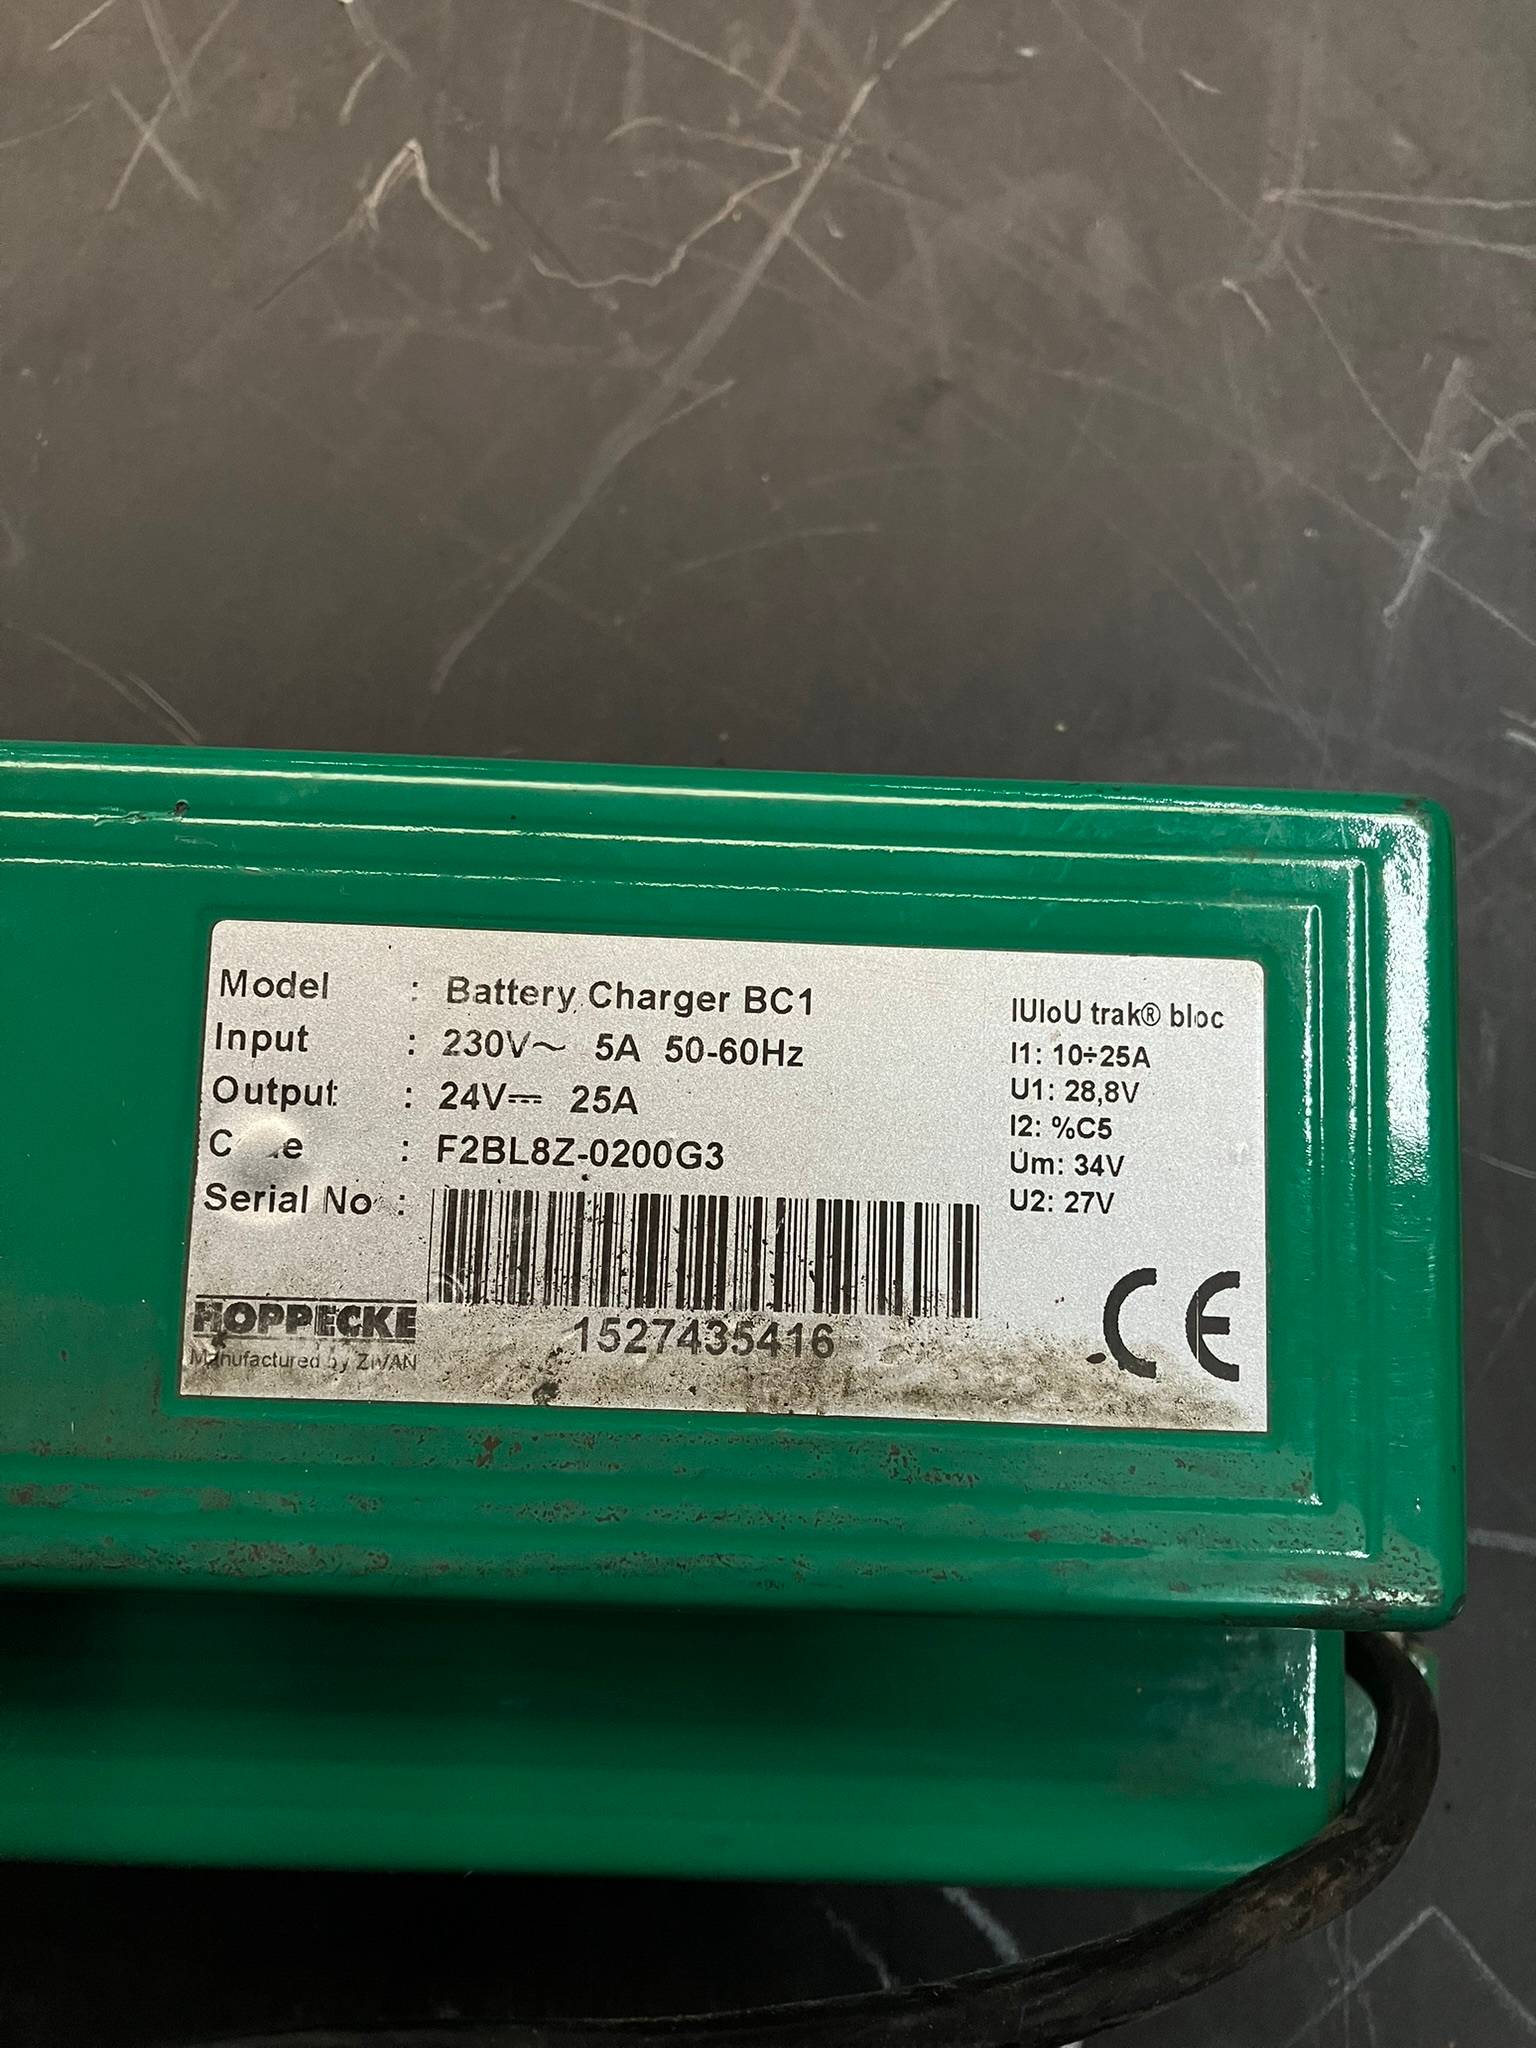 Model : Battery Charger BC1
Input : 230V~ 5A 50-60Hz
Output : 24V⎓ 25A
C e : F2BL8Z-0200G3
Serial No :
1527435416
HOPPECKE
Manufactured by ZIVAN
IUIoU trak® bloc
I1: 10÷25A
U1: 28,8V
I2: %C5
Um: 34V
U2: 27V
CE